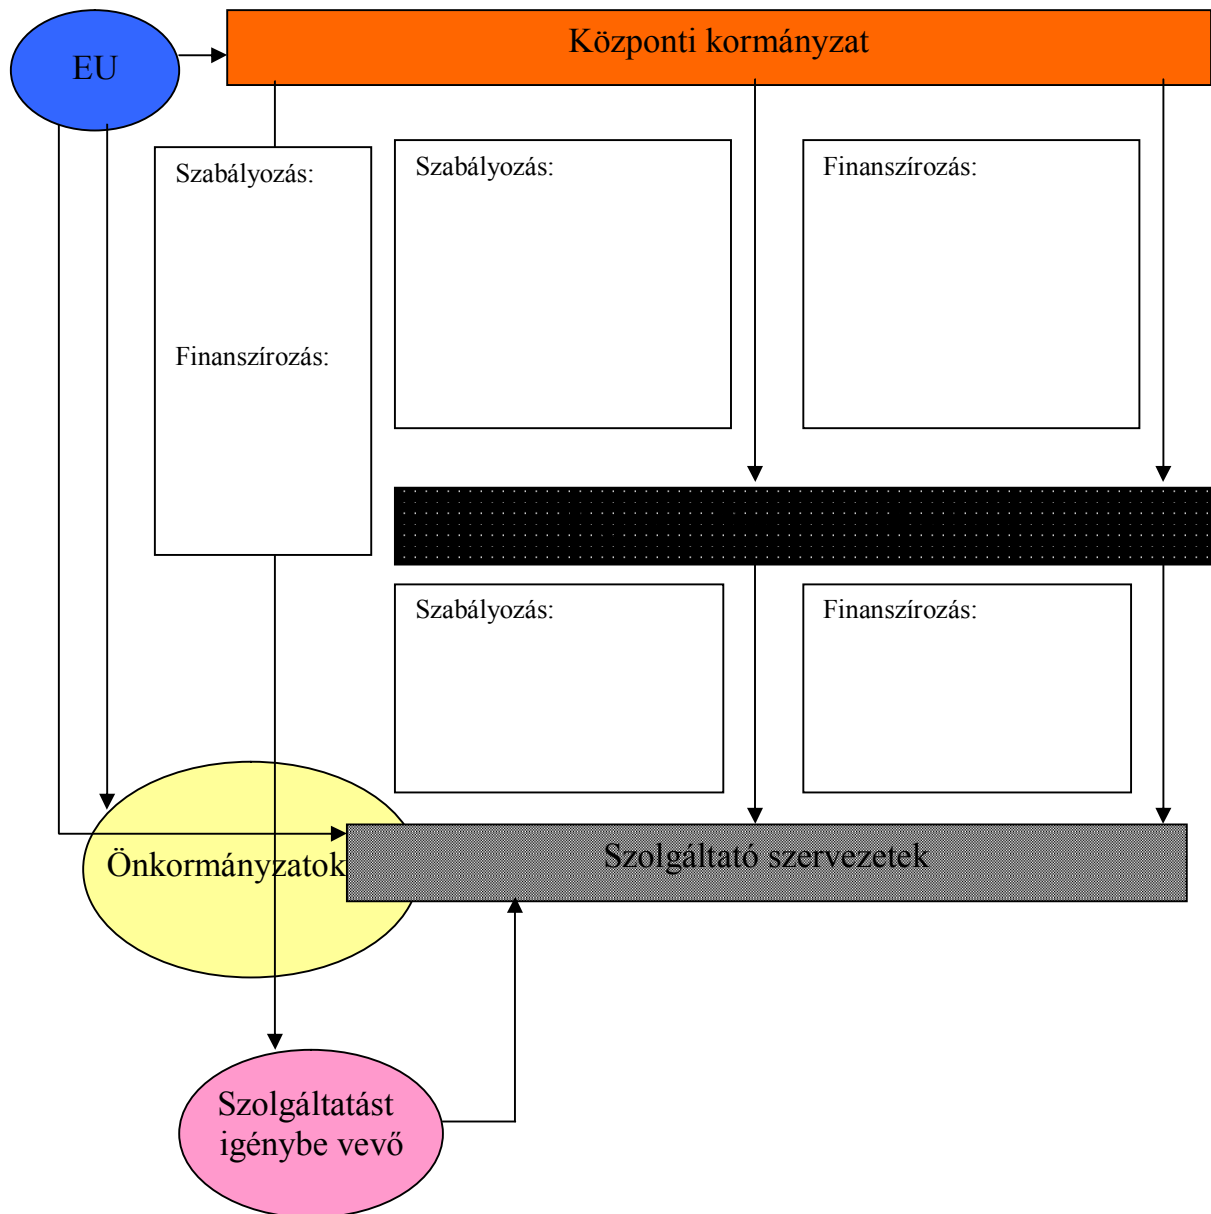 EU
Központi kormányzat
Szabályozás:
Finanszírozás:
Szabályozás:
Finanszírozás:
Szabályozás:
Finanszírozás:
Önkormányzatok
Szolgáltató szervezetek
Szolgáltatást
igénybe vevő